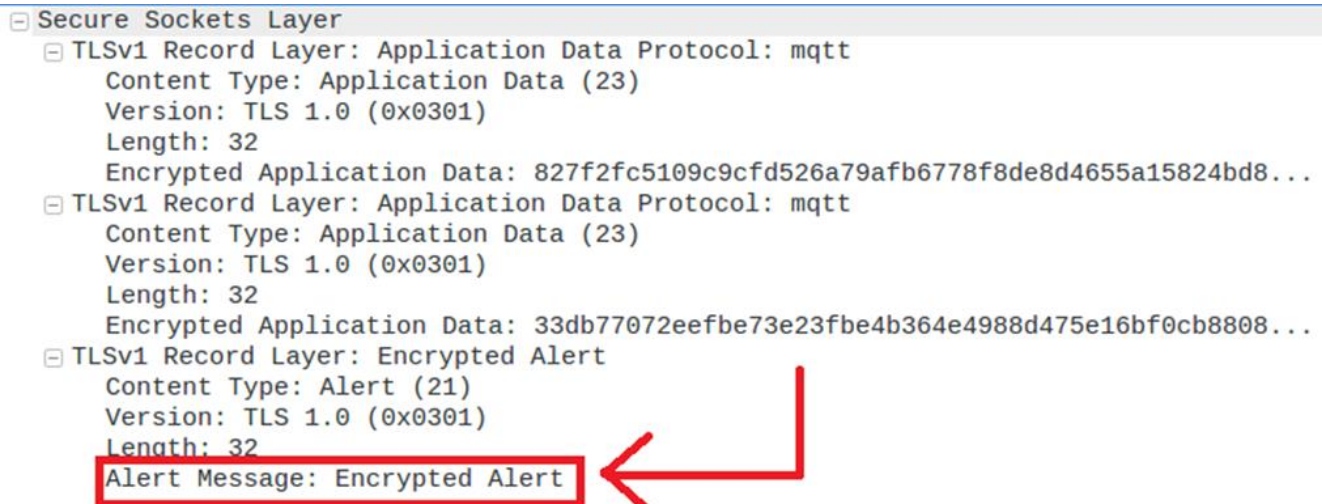 Secure Sockets Layer
TLSv1 Record Layer: Application Data Protocol: mqtt
Content Type: Application Data (23)
Version: TLS 1.0 (0x0301)
Length: 32
Encrypted Application Data: 827f2fc5109c9cfd526a79afb6778f8de8d4655a15824bd8...
TLSv1 Record Layer: Application Data Protocol: mqtt
Content Type: Application Data (23)
Version: TLS 1.0 (0x0301)
Length: 32
Encrypted Application Data: 33db77072eefbe73e23fbe4b364e4988d475e16bf0cb8808...
TLSv1 Record Layer: Encrypted Alert
Content Type: Alert (21)
Version: TLS 1.0 (0x0301)
Length: 32
Alert Message: Encrypted Alert